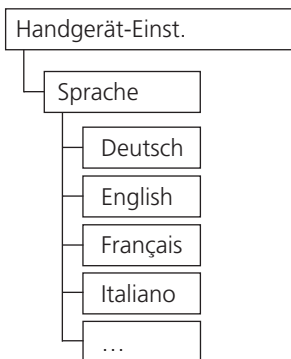 Handgerät-Einst.
Sprache
Deutsch
English
Français
Italiano
…